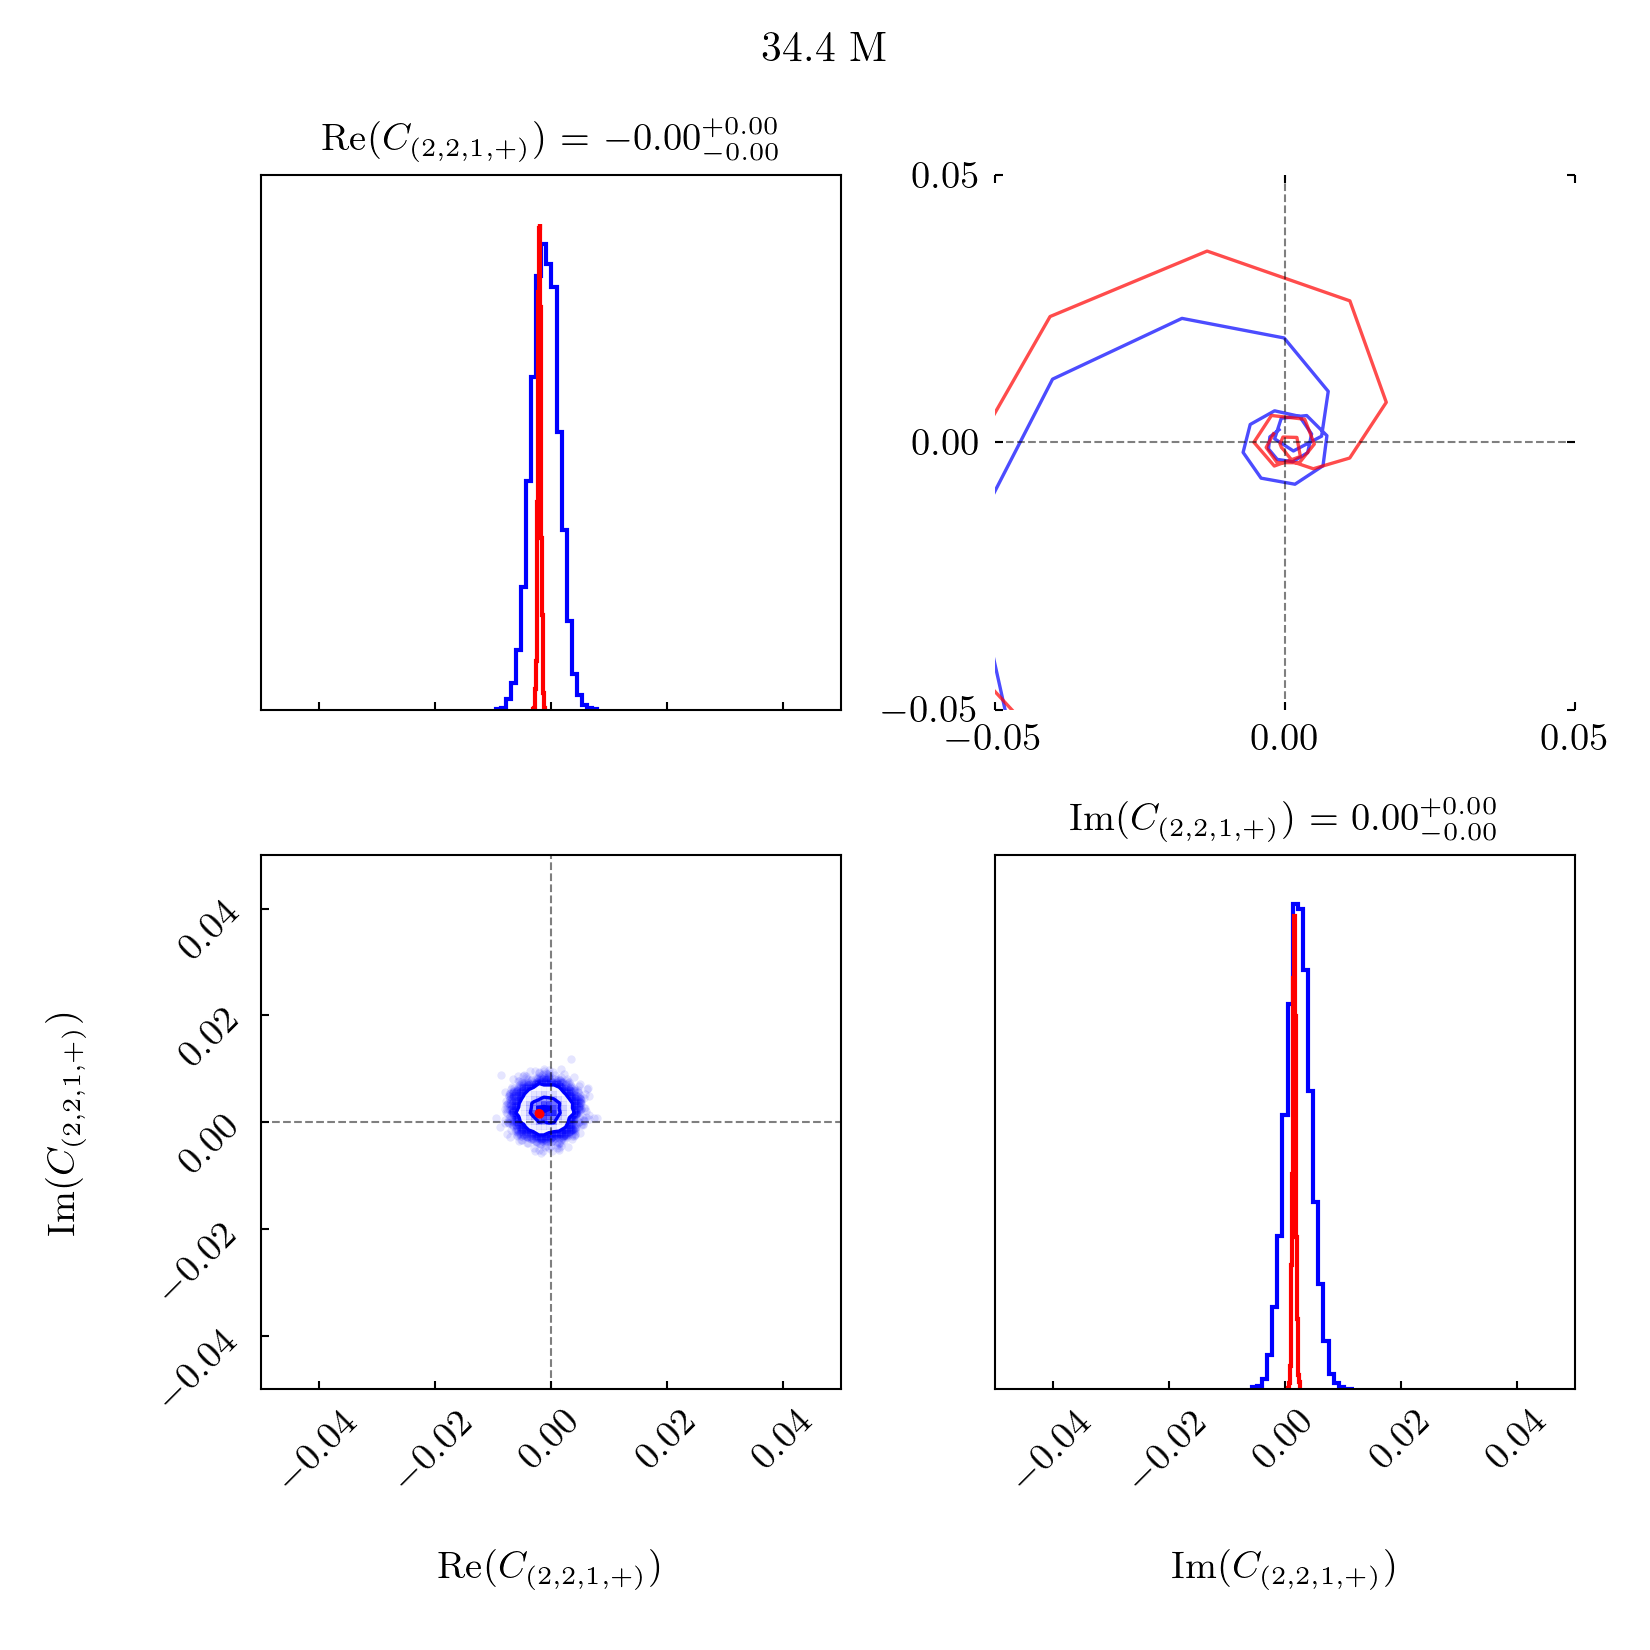 34.4 M
Re(C_{(2,2,1,+)}) = −0.00^{+0.00}_{−0.00}
0.05
0.00
−0.05
−0.05 0.00 0.05
Im(C_{(2,2,1,+)}) = 0.00^{+0.00}_{−0.00}
Im(C_{(2,2,1,+)})
0.04
0.02
0.00
−0.02
−0.04
−0.04 −0.02 0.00 0.02 0.04
−0.04 −0.02 0.00 0.02 0.04
Re(C_{(2,2,1,+)})
Im(C_{(2,2,1,+)})